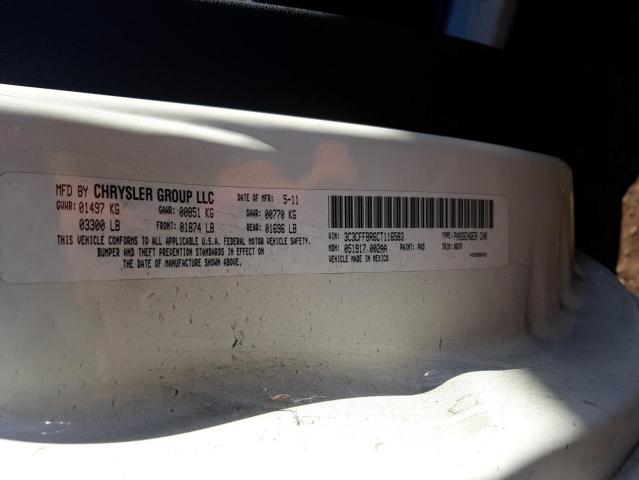 MFD BY CHRYSLER GROUP LLC DATE OF MFR: 5-11
GVWR: 01497 KG GAWR: 00851 KG GAWR: 00770 KG
03300 LB FRONT: 01874 LB REAR: 01696 LB
THIS VEHICLE CONFORMS TO ALL APPLICABLE U.S.A. FEDERAL MOTOR VEHICLE SAFETY,
BUMPER AND THEFT PREVENTION STANDARDS IN EFFECT ON
THE DATE OF MANUFACTURE SHOWN ABOVE.
VIN: 3C3CFFBR6CT116583 TYPE: PASSENGER CAR
MDH: 051917 002AA PAINT: PW3 TRIM:
VEHICLE MADE IN MEXICO